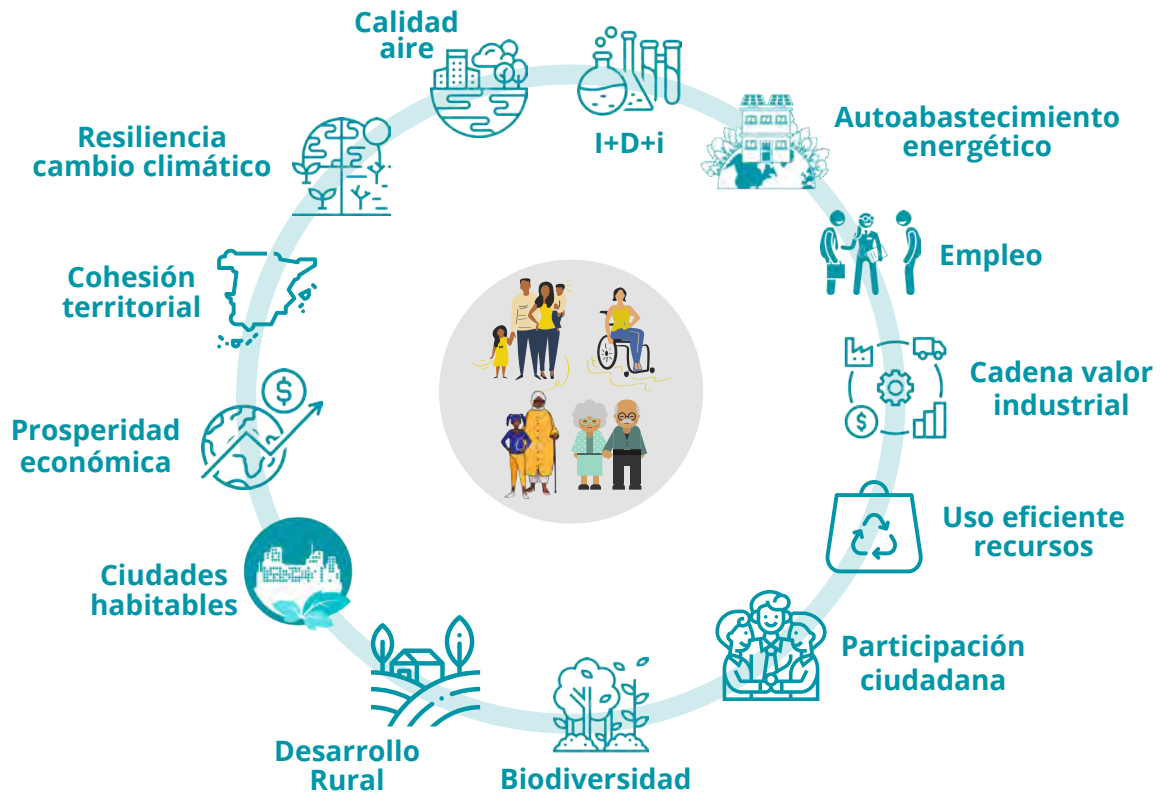 Calidad
aire
I+D+i
Autoabastecimiento
energético
Empleo
Cadena valor
industrial
Uso eficiente
recursos
Participación
ciudadana
Biodiversidad
Desarrollo
Rural
Ciudades
habitables
Prosperidad
económica
Cohesión
territorial
Resiliencia
cambio climático
$
$